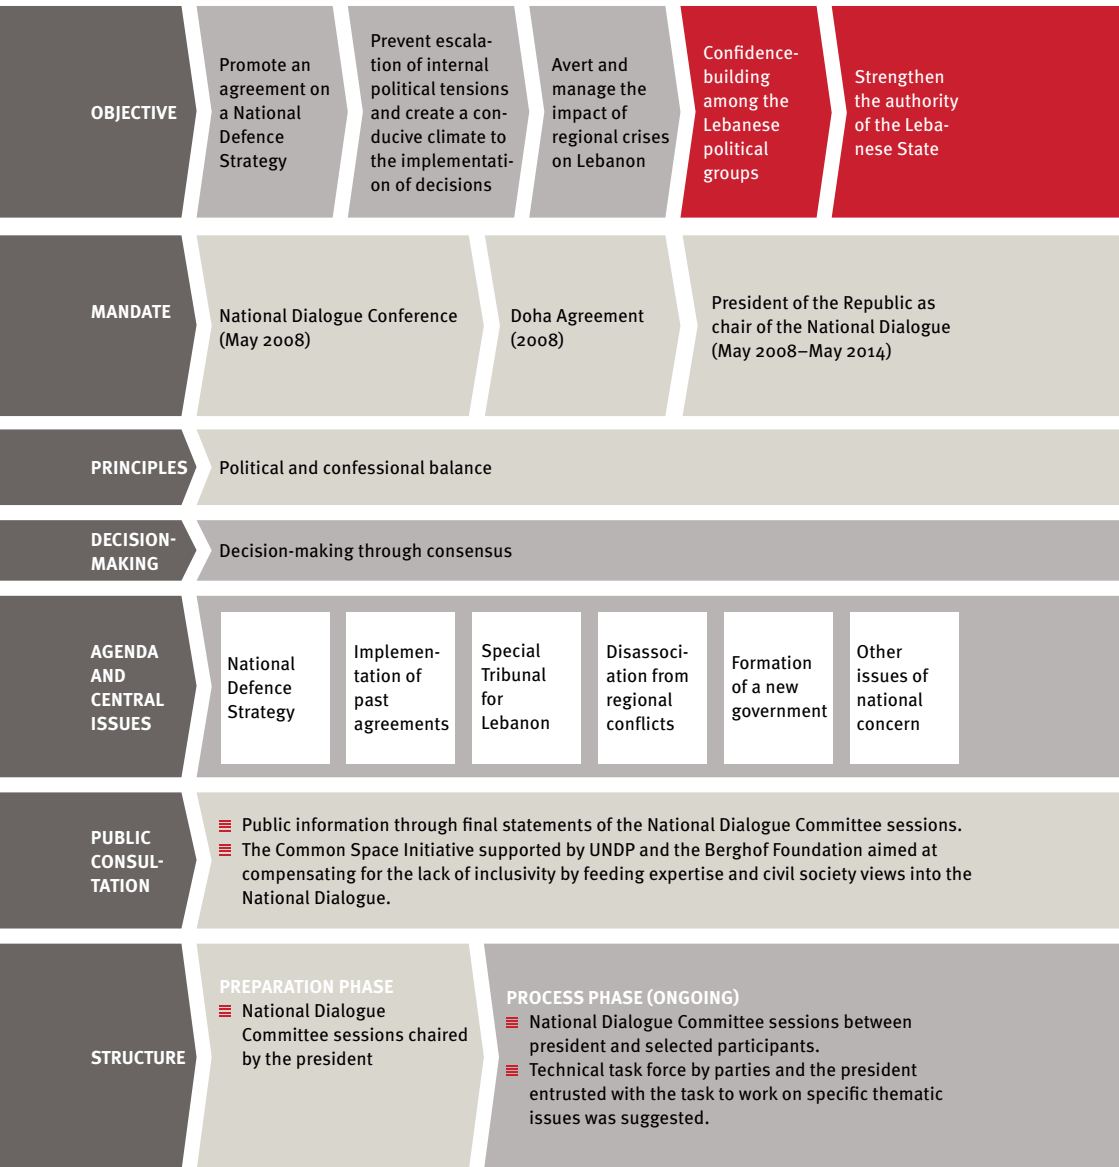 OBJECTIVE
Promote an
agreement on
a National
Defence
Strategy
Prevent escala-
tion of internal
political tensions
and create a con-
ducive climate to
the implementati-
on of decisions
Avert and
manage the
impact of
regional crises
on Lebanon
Confidence-
building
among the
Lebanese
political
groups
Strengthen
the authority
of the Leba-
nese State
MANDATE
National Dialogue Conference
(May 2008)
Doha Agreement
(2008)
President of the Republic as
chair of the National Dialogue
(May 2008–May 2014)
PRINCIPLES
Political and confessional balance
DECISION-
MAKING
Decision-making through consensus
AGENDA
AND
CENTRAL
ISSUES
National
Defence
Strategy
Implemen-
tation of
past
agreements
Special
Tribunal
for
Lebanon
Disassoci-
ation from
regional
conflicts
Formation
of a new
government
Other
issues of
national
concern
PUBLIC
CONSUL-
TATION
Public information through final statements of the National Dialogue Committee sessions.
The Common Space Initiative supported by UNDP and the Berghof Foundation aimed at
compensating for the lack of inclusivity by feeding expertise and civil society views into the
National Dialogue.
STRUCTURE
PREPARATION PHASE
National Dialogue
Committee sessions chaired
by the president
PROCESS PHASE (ONGOING)
National Dialogue Committee sessions between
president and selected participants.
Technical task force by parties and the president
entrusted with the task to work on specific thematic
issues was suggested.